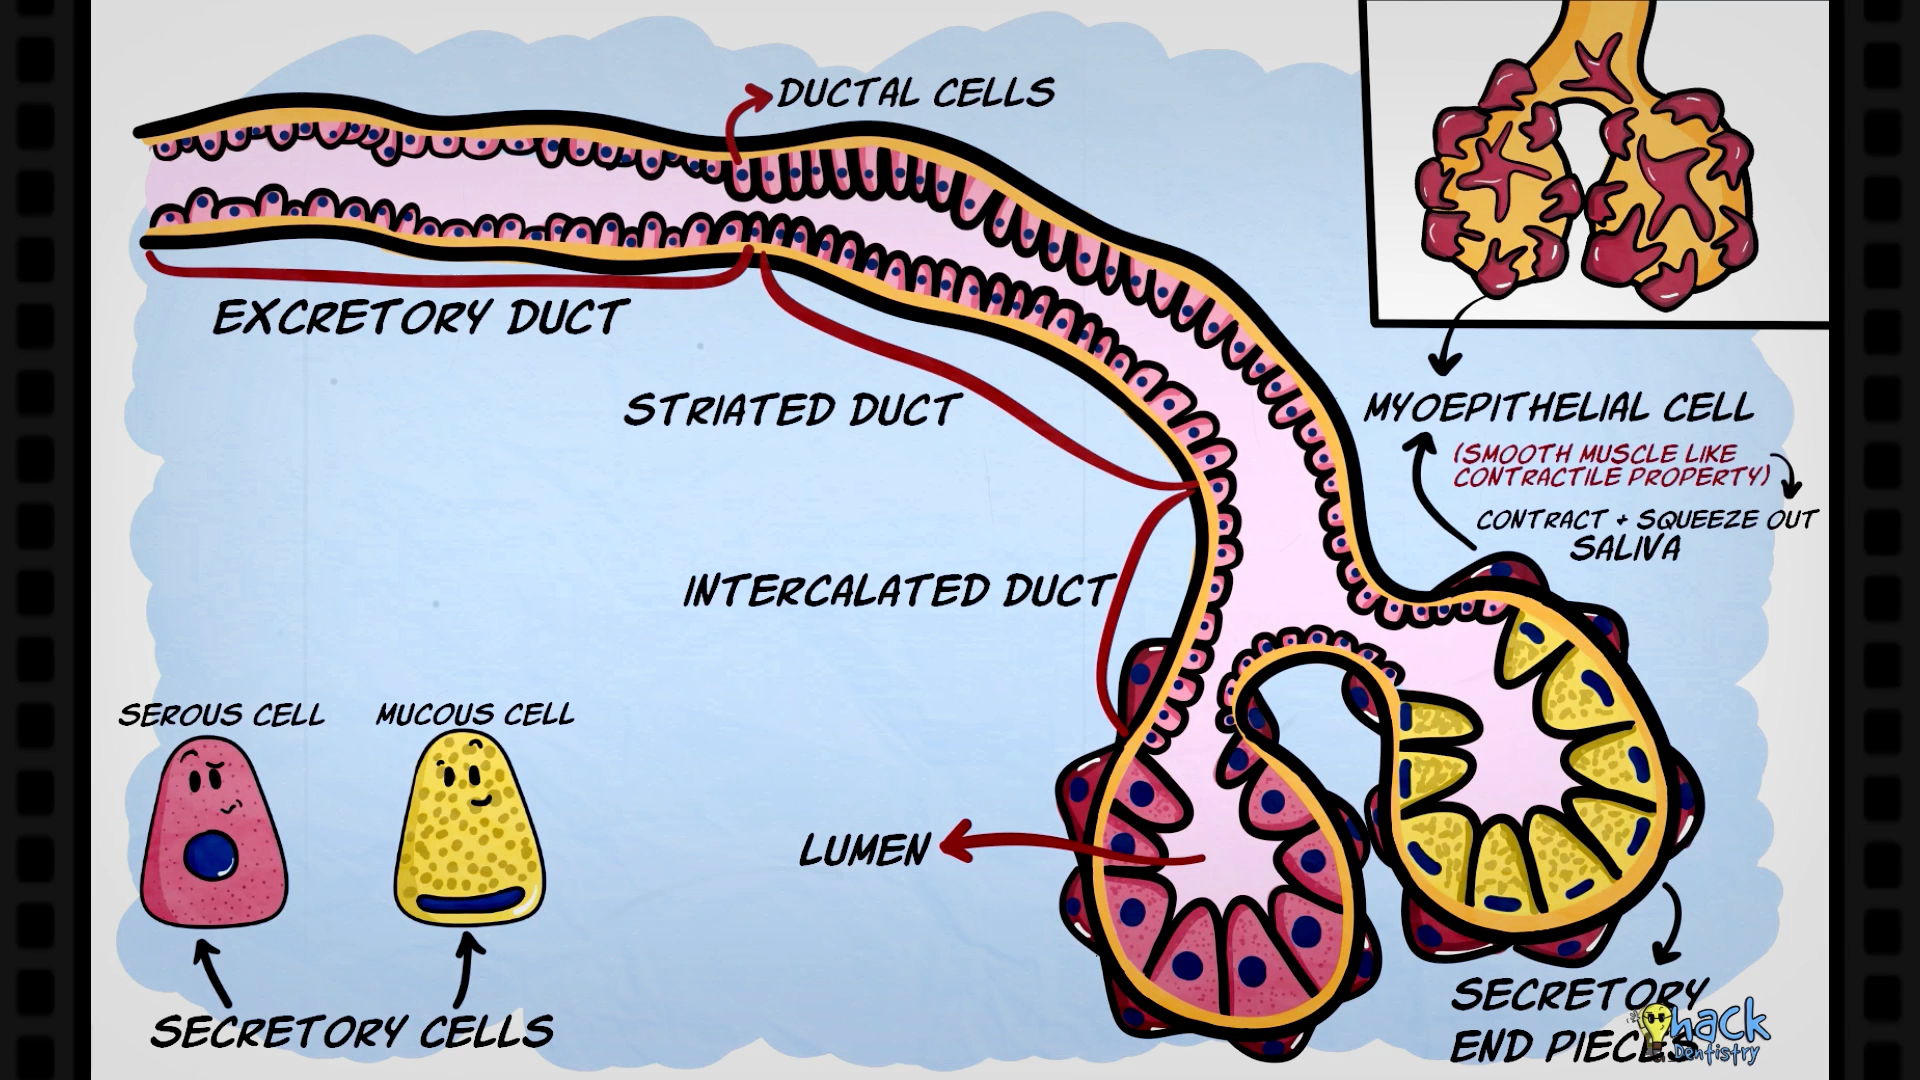 DUCTAL CELLS
EXCRETORY DUCT
STRIATED DUCT
MYOEPITHELIAL CELL
(SMOOTH MUSCLE LIKE
CONTRACTILE PROPERTY)
CONTRACT + SQUEEZE OUT
SALIVA
INTERCALATED DUCT
SEROUS CELL
MUCOUS CELL
LUMEN
SECRETORY CELLS
SECRETORY
END PIECES
hack
Dentistry